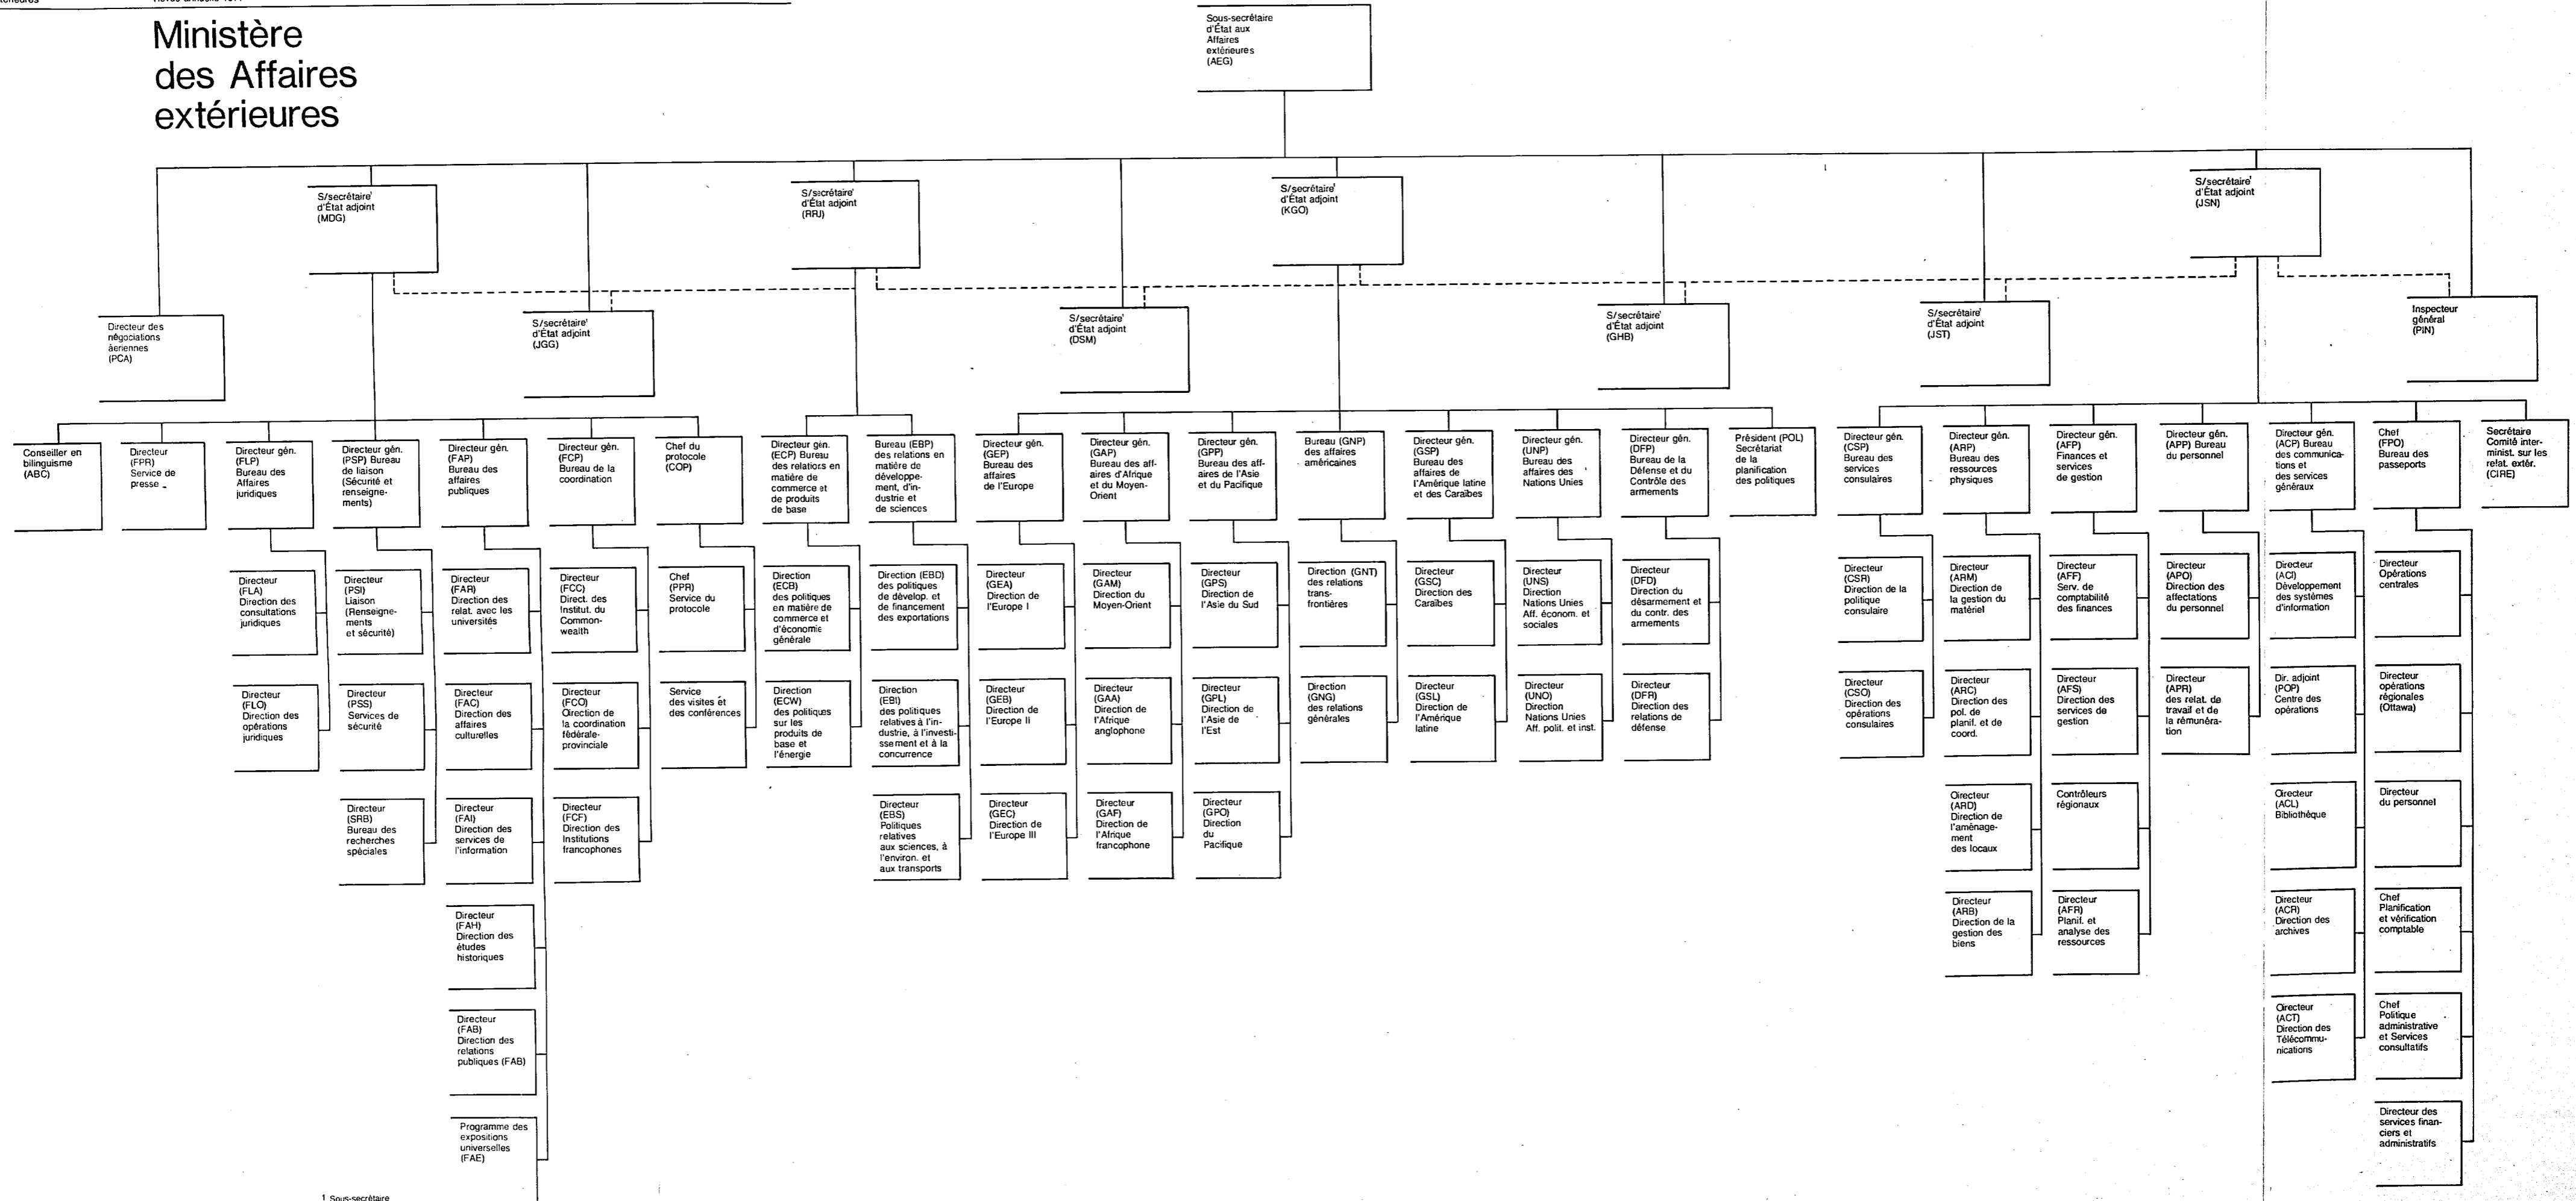 Ministère
des Affaires
extérieures
Sous-secrétaire
d'État aux
Affaires
extérieures
(AEG)
S/secrétaire¹
d'État adjoint
(MDG)
S/secrétaire¹
d'État adjoint
(RRJ)
S/secrétaire¹
d'État adjoint
(KGO)
S/secrétaire¹
d'État adjoint
(JSN)
Directeur des
négociations
àeriennes
(PCA)
S/secrétaire¹
d'État adjoint
(JGG)
S/secrétaire¹
d'État adjoint
(DSM)
S/secrétaire¹
d'État adjoint
(GHB)
S/secrétaire¹
d'État adjoint
(JST)
Inspecteur
général
(PIN)
Conseiller en
bilinguisme
(ABC)
Directeur
(FPR)
Service de
presse
Directeur gén.
(FLP)
Bureau des
Affaires
juridiques
Directeur gén.
(PSP) Bureau
de liaison
(Sécurité et
renseigne-
ments)
Directeur gén.
(FAP)
Bureau des
affaires
publiques
Directeur gén.
(FCP)
Bureau de la
coordination
Chef du
protocole
(COP)
Directeur gén.
(ECP) Bureau
des relations en
matière de
commerce et
de produits
de base
Bureau (EBP)
des relations en
matière de
développe-
ment, d'in-
dustrie et
de sciences
Directeur gén.
(GEP)
Bureau des
affaires
de l'Europe
Directeur gén.
(GAP)
Bureau des aff-
aires d'Afrique
et du Moyen-
Orient
Directeur gén.
(GPP)
Bureau des aff-
aires de l'Asie
et du Pacifique
Bureau (GNP)
des affaires
américaines
Directeur gén.
(GSP)
Bureau des
affaires de
l'Amérique latine
et des Caraïbes
Directeur gén.
(UNP)
Bureau des
affaires des
Nations Unies
Directeur gén.
(DFP)
Bureau de la
Défense et du
Contrôle des
armements
Président (POL)
Secrétariat
de la
planification
des politiques
Directeur gén.
(CSP)
Bureau des
services
consulaires
Directeur gén.
(ARP)
Bureau des
ressources
physiques
Directeur gén.
(AFP)
Finances et
services
de gestion
Directeur gén.
(APP) Bureau
du personnel
Directeur gén.
(ACP) Bureau
des communica-
tions et
des services
généraux
Chef
(FPO)
Bureau des
passeports
Secrétaire
Comité inter-
minist. sur les
relat. extér.
(CIRE)
Directeur
(FLA)
Direction des
consultations
juridiques
Directeur
(PSI)
Liaison
(Renseigne-
ments
et sécurité)
Directeur
(FAR)
Direction des
relat. avec les
universités
Directeur
(FCC)
Direct. des
Institut. du
Common-
wealth
Chef
(PPR)
Service du
protocole
Direction
(ECB)
des politiques
en matière de
commerce et
d'économie
générale
Direction (EBD)
des politiques
de dévelop. et
de financement
des exportations
Directeur
(GEA)
Direction de
l'Europe I
Directeur
(GAM)
Direction du
Moyen-Orient
Directeur
(GPS)
Direction de
l'Asie du Sud
Direction (GNT)
des relations
trans-
frontières
Directeur
(GSC)
Direction des
Caraïbes
Directeur
(UNS)
Direction
Nations Unies
Aff. économ. et
sociales
Directeur
(DFD)
Direction du
désarmement et
du contr. des
armements
Directeur
(CSR)
Direction de la
politique
consulaire
Directeur
(ARM)
Direction de
la gestion du
matériel
Directeur
(AFF)
Serv. de
comptabilité
des finances
Directeur
(APO)
Direction des
affectations
du personnel
Directeur
(ACI)
Développement
des systèmes
d'information
Directeur
Opérations
centrales
Directeur
(FLO)
Direction des
opérations
juridiques
Directeur
(PSS)
Services de
sécurité
Directeur
(FAC)
Direction des
affaires
culturelles
Directeur
(FCO)
Direction de
la coordination
fédérale-
provinciale
Service
des visites et
des conférences
Direction
(ECW)
des politiques
sur les
produits de
base et
l'énergie
Direction
(EBI)
des politiques
relatives à l'in-
dustrie, à l'investi-
ssement et à la
concurrence
Directeur
(GEB)
Direction de
l'Europe II
Directeur
(GAA)
Direction de
l'Afrique
anglophone
Directeur
(GPL)
Direction de
l'Asie de
l'Est
Direction
(GNG)
des relations
générales
Directeur
(GSL)
Direction de
l'Amérique
latine
Directeur
(UNO)
Direction
Nations Unies
Aff. polit. et inst.
Directeur
(DFR)
Direction des
relations de
défense
Directeur
(CSO)
Direction des
opérations
consulaires
Directeur
(ARC)
Direction des
pol. de
planif. et de
coord.
Directeur
(AFS)
Direction des
services de
gestion
Directeur
(APR)
des relat. de
travail et de
la rémunéra-
tion
Dir. adjoint
(POP)
Centre des
opérations
Directeur
opérations
régionales
(Ottawa)
Directeur
(SRB)
Bureau des
recherches
spéciales
Directeur
(FAI)
Direction des
services de
l'information
Directeur
(FCF)
Direction des
Institutions
francophones
Directeur
(EBS)
Politiques
relatives
aux sciences, à
l'environ. et
aux transports
Directeur
(GEC)
Direction de
l'Europe III
Directeur
(GAF)
Direction de
l'Afrique
francophone
Directeur
(GPO)
Direction
du
Pacifique
Directeur
(ARD)
Direction de
l'aménage-
ment
des locaux
Contrôleurs
régionaux
Directeur
(ACL)
Bibliothèque
Directeur
du personnel
Directeur
(FAH)
Direction des
études
historiques
Directeur
(ARB)
Direction de la
gestion des
biens
Directeur
(AFR)
Planif. et
analyse des
ressources
Directeur
(ACR)
Direction des
archives
Chef
Planification
et vérification
comptable
Directeur
(FAB)
Direction des
relations
publiques (FAB)
Directeur
(ACT)
Direction des
Télécommu-
nications
Chef
Politique
administrative
et Services
consultatifs
Programme des
expositions
universelles
(FAE)
Directeur des
services finan-
ciers et
administratifs
1 Sous-secrétaire